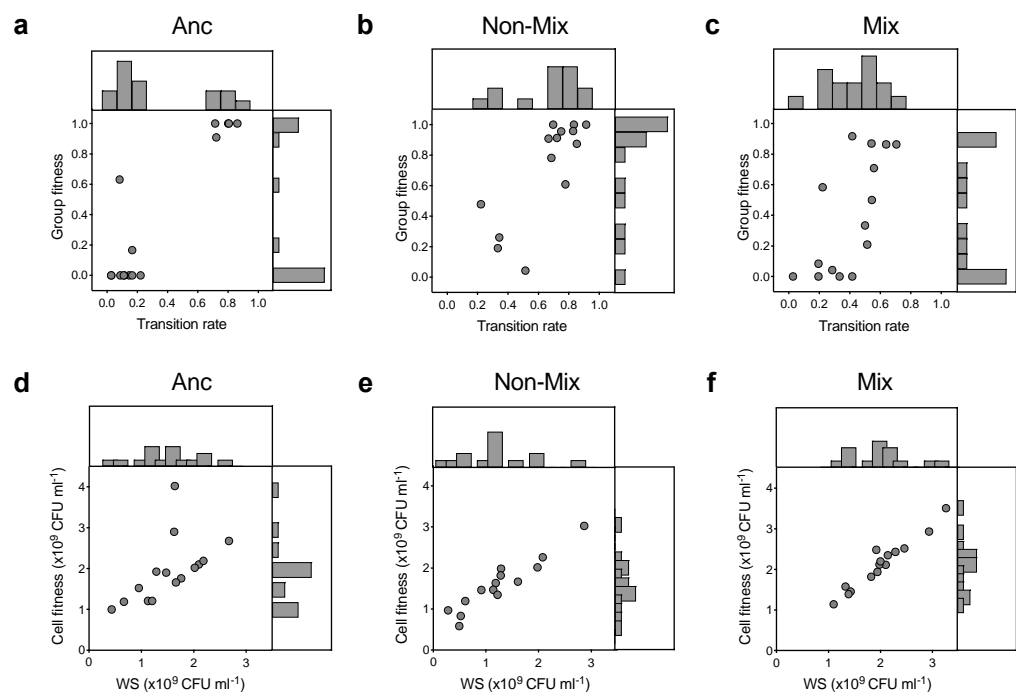 a Anc
b Non-Mix
c Mix
Group fitness
1.0
0.8
0.6
0.4
0.2
0.0
0.0 0.2 0.4 0.6 0.8 1.0
Transition rate
Group fitness
1.0
0.8
0.6
0.4
0.2
0.0
0.0 0.2 0.4 0.6 0.8 1.0
Transition rate
Group fitness
1.0
0.8
0.6
0.4
0.2
0.0
0.0 0.2 0.4 0.6 0.8 1.0
Transition rate
d Anc
e Non-Mix
f Mix
Cell fitness (x10⁹ CFU ml⁻¹)
4
3
2
1
0
0 1 2 3
WS (x10⁹ CFU ml⁻¹)
Cell fitness (x10⁹ CFU ml⁻¹)
4
3
2
1
0
0 1 2 3
WS (x10⁹ CFU ml⁻¹)
Cell fitness (x10⁹ CFU ml⁻¹)
4
3
2
1
0
0 1 2 3
WS (x10⁹ CFU ml⁻¹)